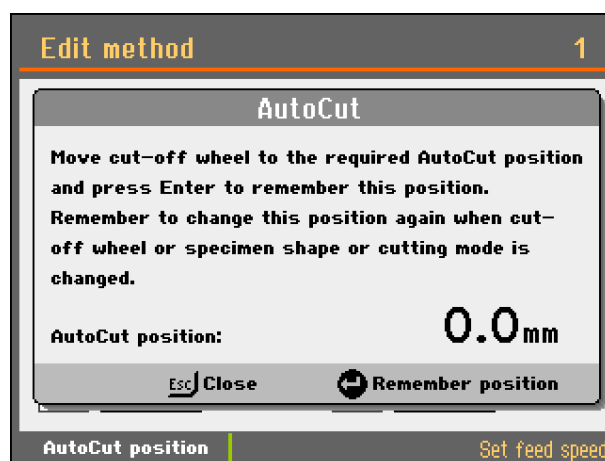 Edit method 1
AutoCut
Move cut-off wheel to the required AutoCut position
and press Enter to remember this position.
Remember to change this position again when cut-
off wheel or specimen shape or cutting mode is
changed.
AutoCut position: 0.0mm
Esc Close Remember position
AutoCut position Set feed speed